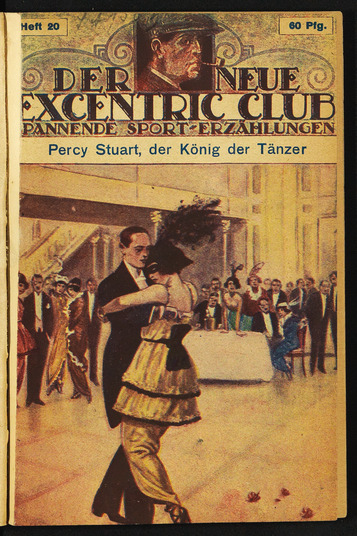 Heft 20
60 Pfg.
DER NEUE
EXCENTRIC CLUB
SPANNENDE SPORT-ERZÄHLUNGEN
Percy Stuart, der König der Tänzer